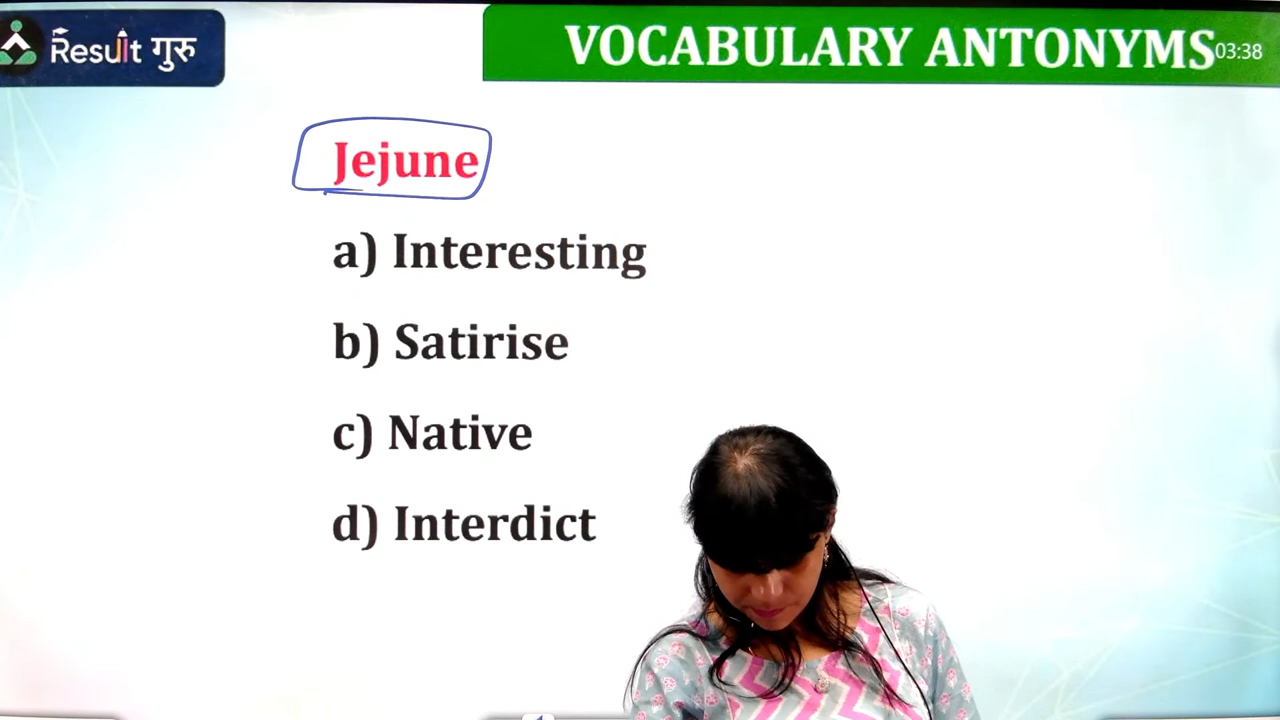 Result गुरु
VOCABULARY ANTONYMS
03:38
Jejune
a) Interesting
b) Satirise
c) Native
d) Interdict